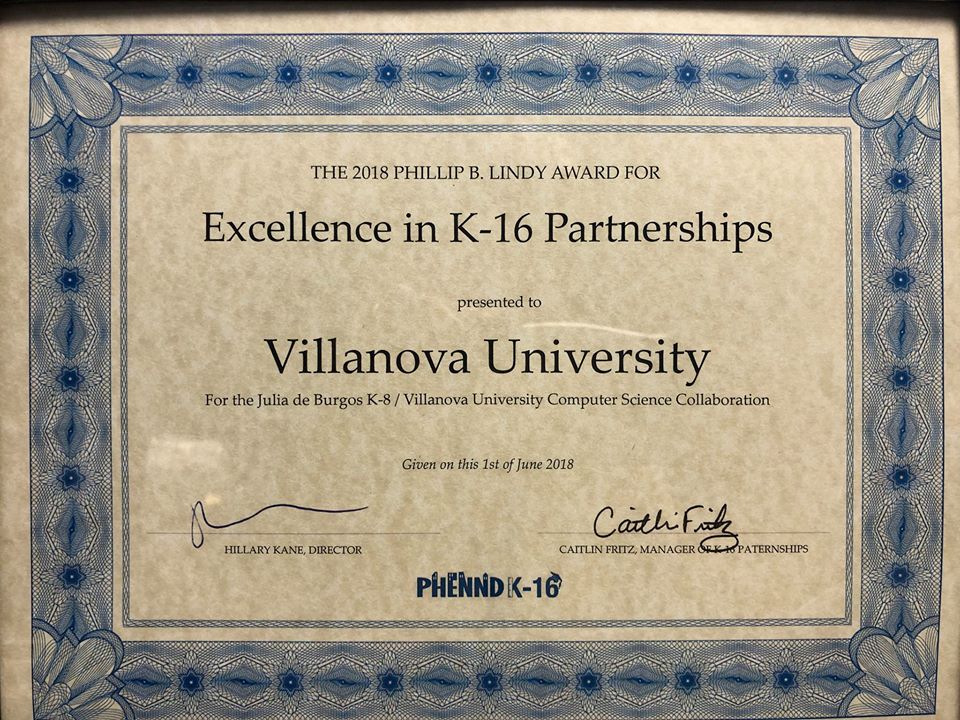 THE 2018 PHILLIP B. LINDY AWARD FOR
Excellence in K-16 Partnerships
presented to
Villanova University
For the Julia de Burgos K-8 / Villanova University Computer Science Collaboration
Given on this 1st of June 2018
Caitlin Fritz
HILLARY KANE, DIRECTOR
CAITLIN FRITZ, MANAGER OF K-16 PATERNSHIPS
PHENND K-16